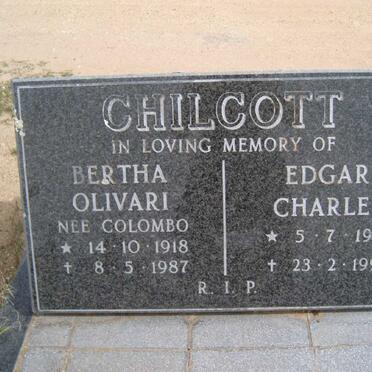 CHILCOTT
IN LOVING MEMORY OF
BERTHA
OLIVARI
NEE COLOMBO
★ 14·10·1918
† 8·5·1987
EDGAR
CHARLE
★ 5·7·19
† 23·2·199
R.I.P.